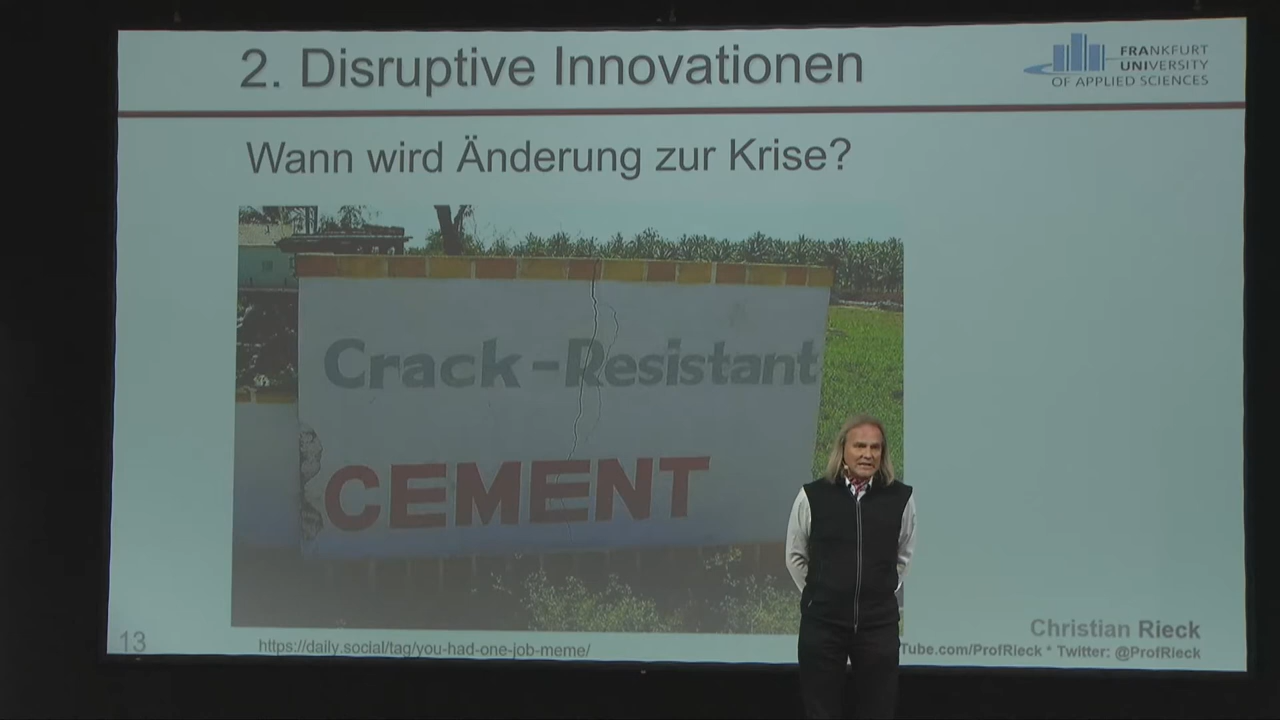 2. Disruptive Innovationen
FRANKFURT
UNIVERSITY
OF APPLIED SCIENCES
Wann wird Änderung zur Krise?
Crack-Resistant
CEMENT
Christian Rieck
13
https://daily.social/tag/you-had-one-job-meme/
Tube.com/ProfRieck * Twitter: @ProfRieck